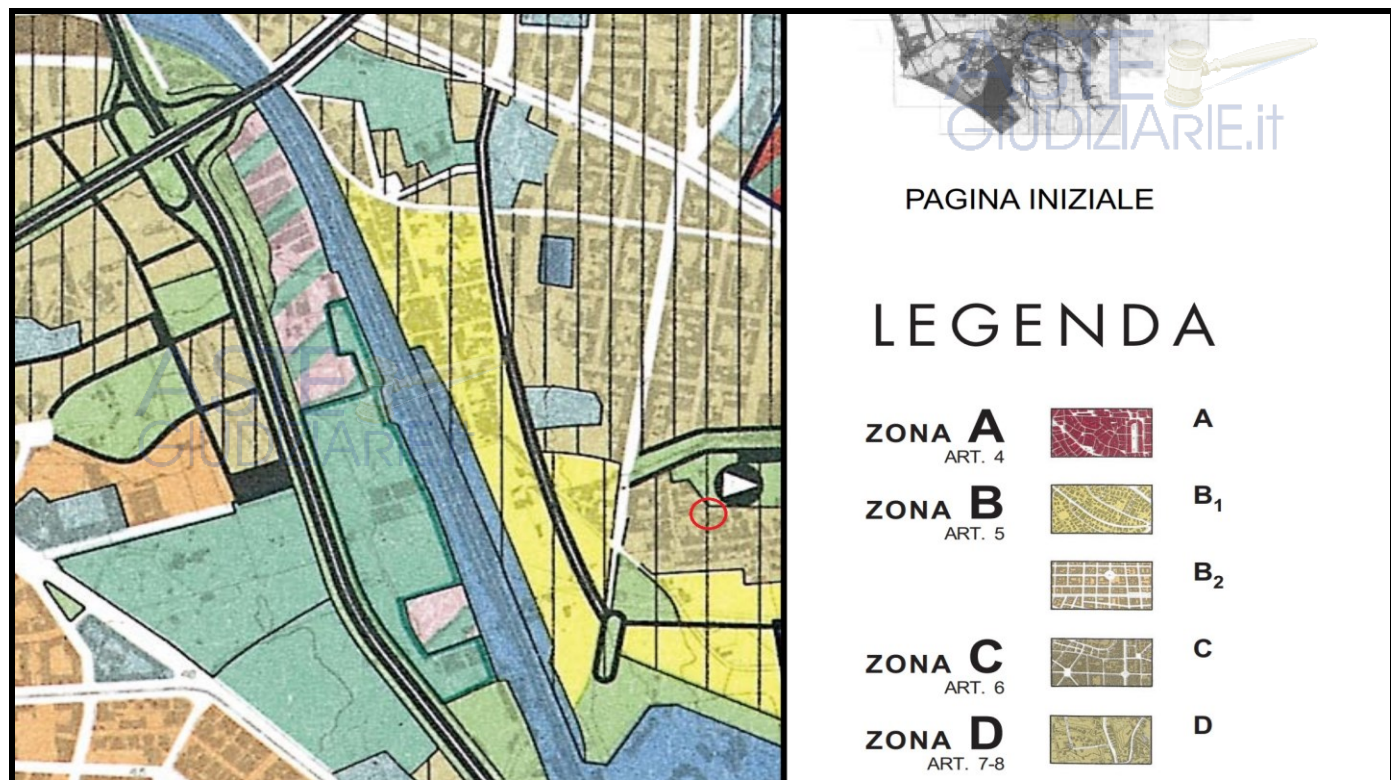 ASTE
GIUDIZIARIE.it
PAGINA INIZIALE
LEGENDA
ZONA A
ART. 4
A
ZONA B
ART. 5
B1
B2
ZONA C
ART. 6
C
ZONA D
ART. 7-8
D
ASTE
GIUDIZIARIE